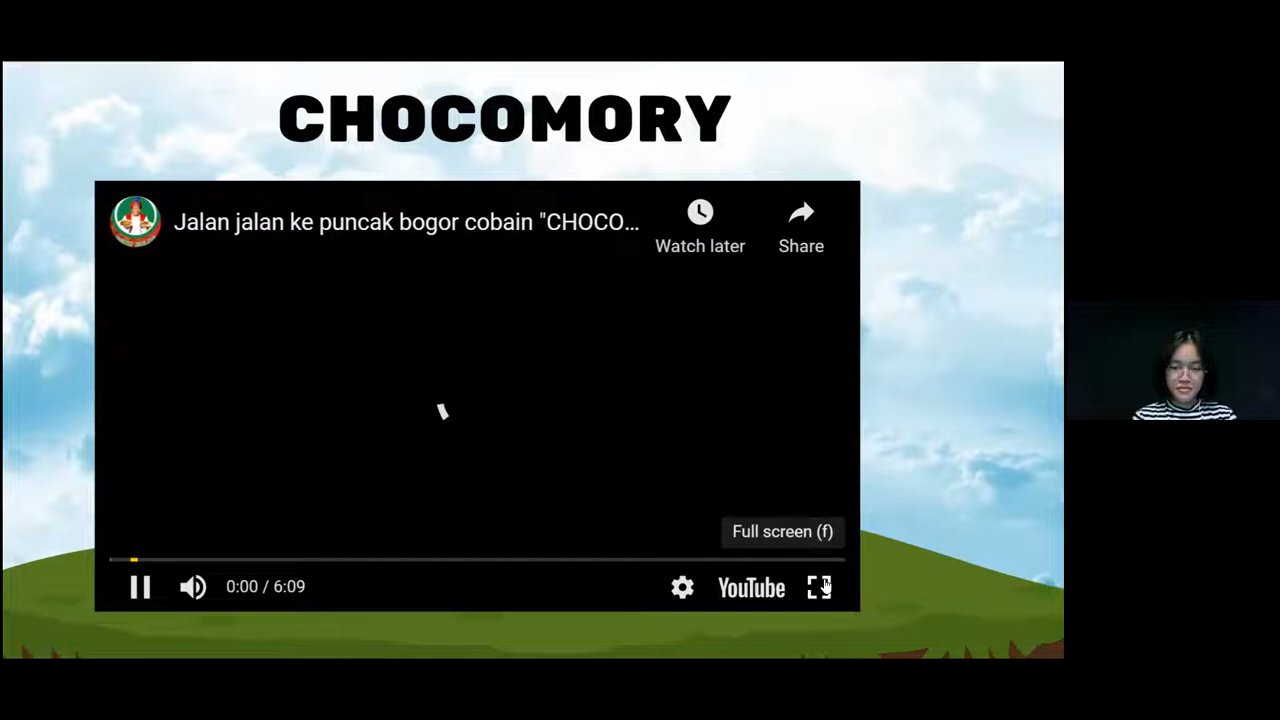 CHOCOMORY
Jalan jalan ke puncak bogor cobain "CHOCO...
Watch later
Share
Full screen (f)
0:00 / 6:09
YouTube